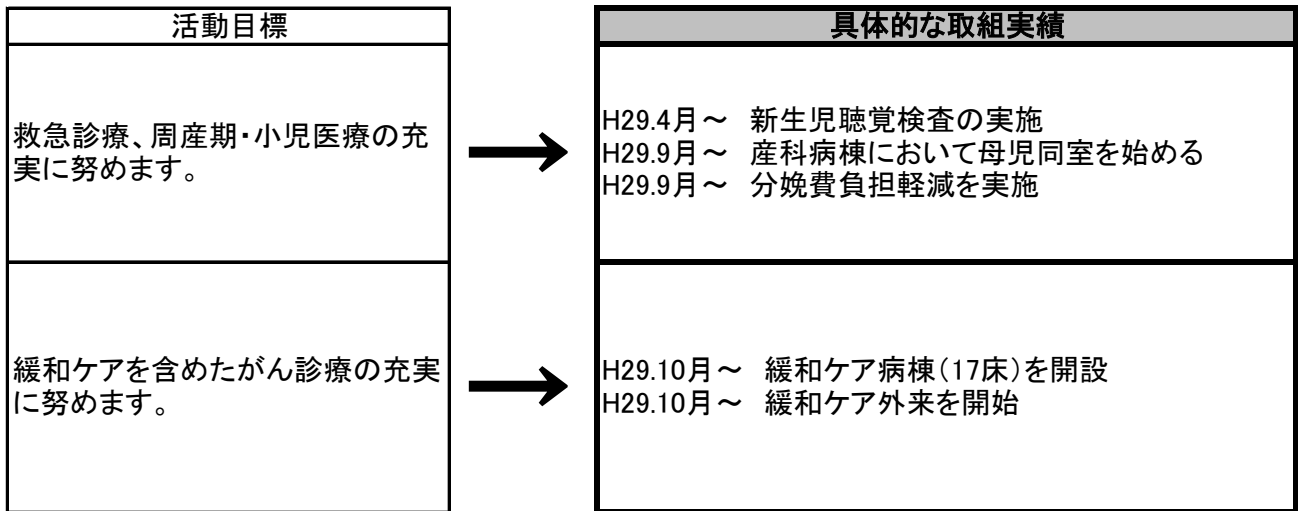 活動目標
具体的な取組実績
救急診療、周産期・小児医療の充
実に努めます。
H29.4月～　新生児聴覚検査の実施
H29.9月～　産科病棟において母児同室を始める
H29.9月～　分娩費負担軽減を実施
緩和ケアを含めたがん診療の充実
に努めます。
H29.10月～　緩和ケア病棟（17床）を開設
H29.10月～　緩和ケア外来を開始